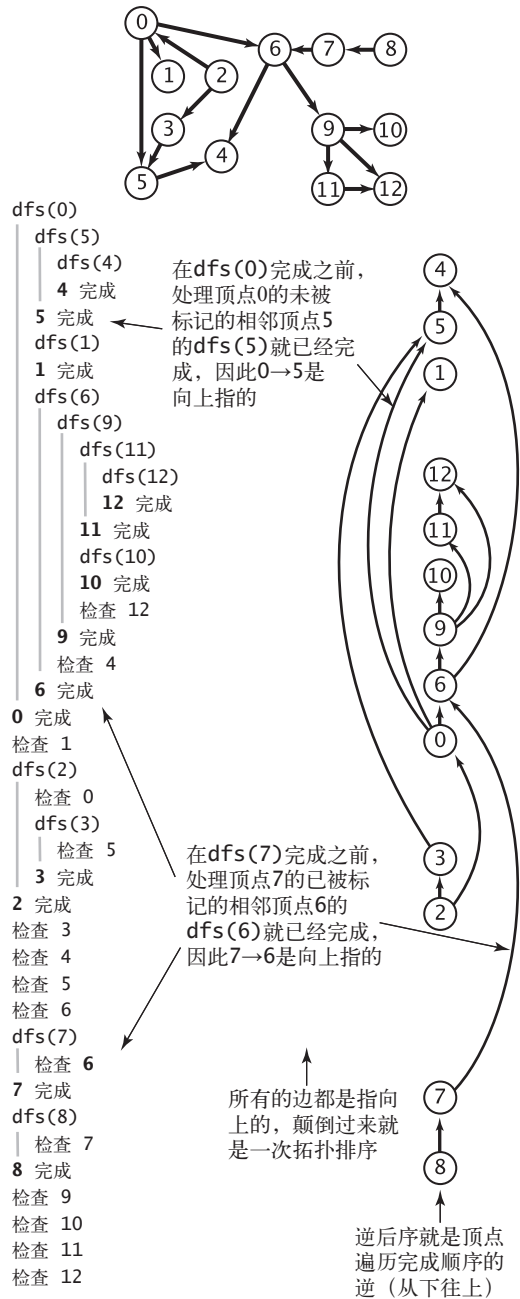 0
6
7
8
1
2
3
9
10
4
5
11
12
dfs(0)
dfs(5)
dfs(4)
4 完成
5 完成
dfs(1)
1 完成
dfs(6)
dfs(9)
dfs(11)
dfs(12)
12 完成
11 完成
dfs(10)
10 完成
检查 12
9 完成
检查 4
6 完成
0 完成
检查 1
dfs(2)
检查 0
dfs(3)
检查 5
3 完成
2 完成
检查 3
检查 4
检查 5
检查 6
dfs(7)
检查 6
7 完成
dfs(8)
检查 7
8 完成
检查 9
检查 10
检查 11
检查 12
在dfs(0)完成之前，
处理顶点0的未被
标记的相邻顶点5
的dfs(5)就已经完
成，因此0→5是
向上指的
在dfs(7)完成之前，
处理顶点7的已被标
记的相邻顶点6的
dfs(6)就已经完成，
因此7→6是向上指的
所有的边都是指向
上的，颠倒过来就
是一次拓扑排序
4
5
1
12
11
10
9
6
0
3
2
7
8
逆后序就是顶点
遍历完成顺序的
逆（从下往上）